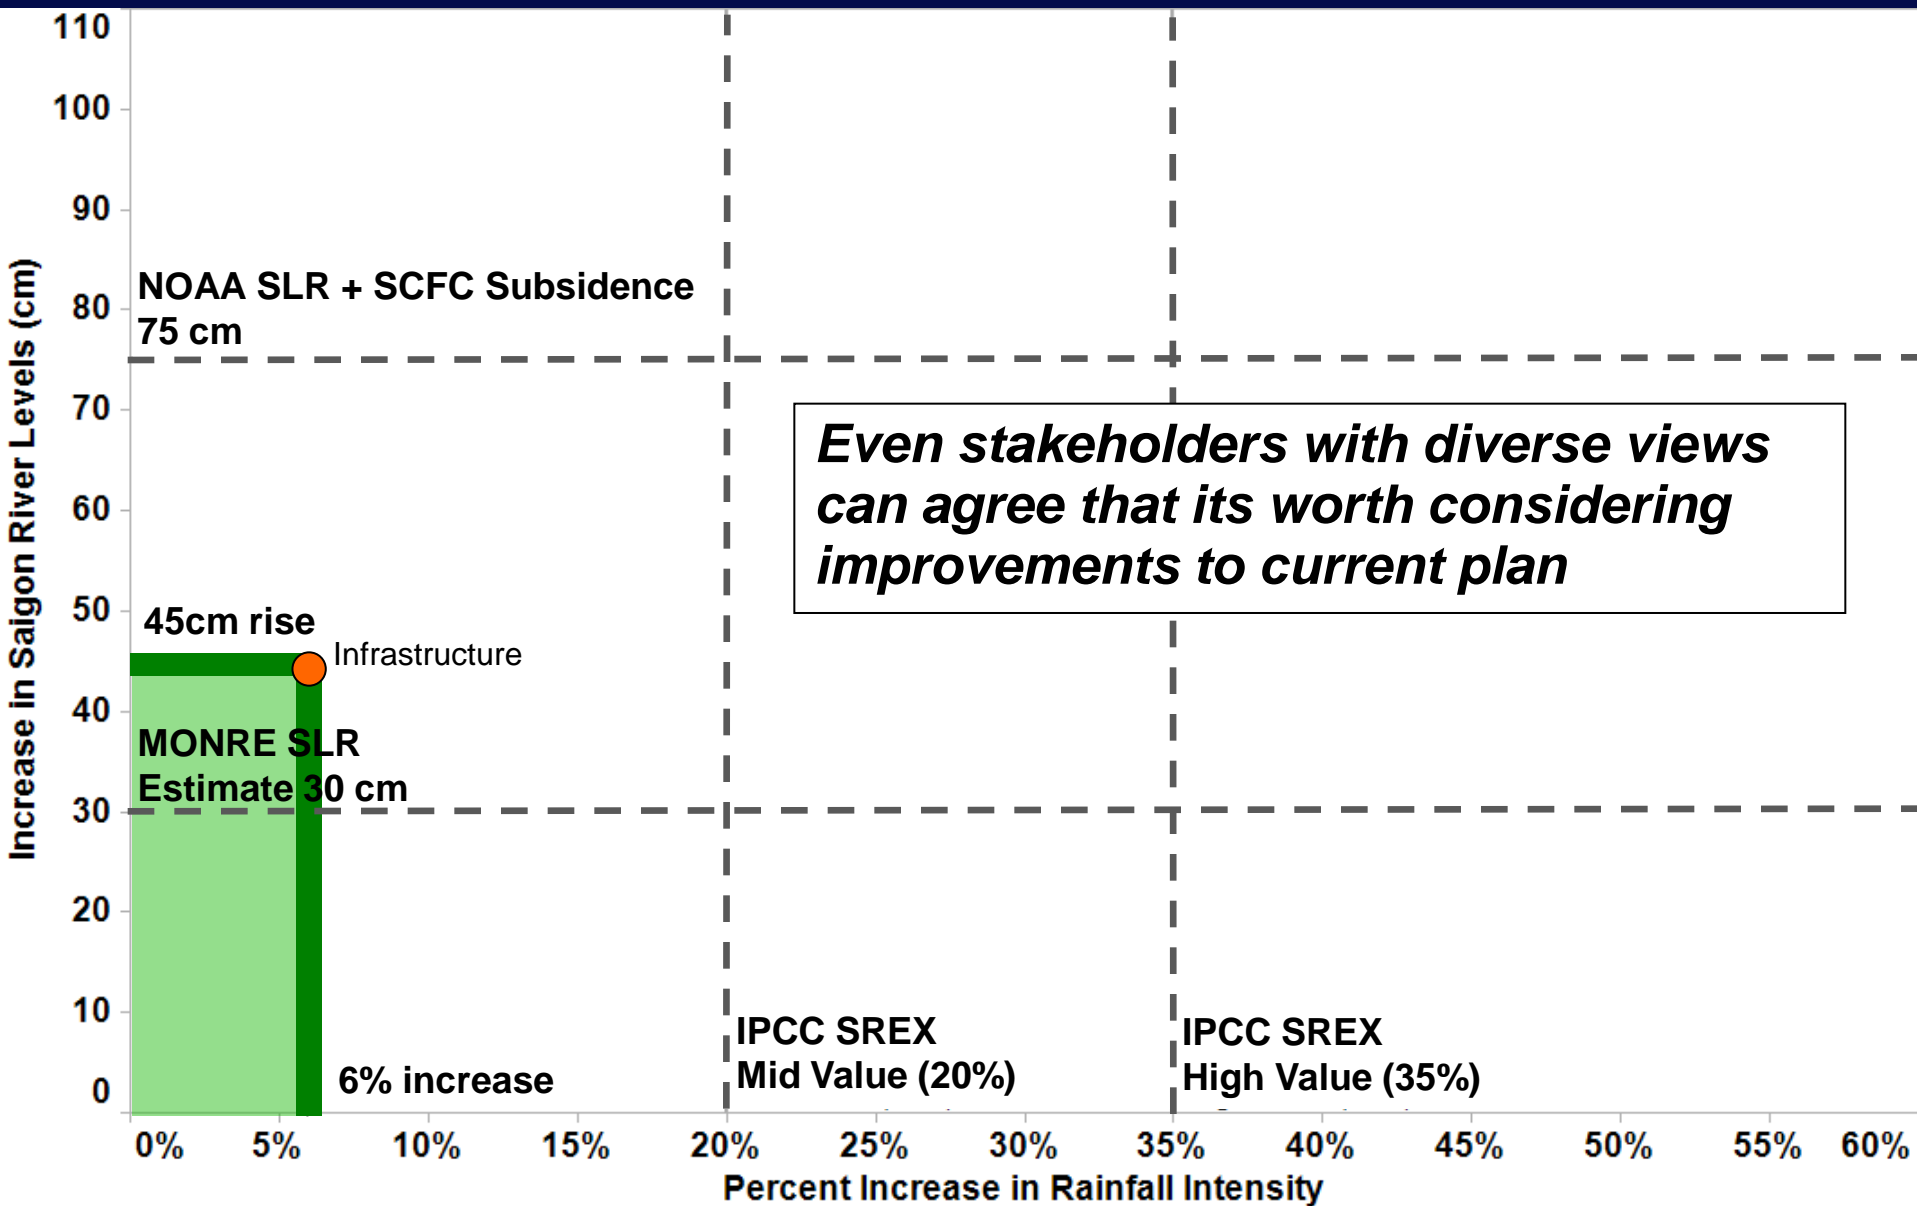 110
100
90
80
70
60
50
40
30
20
10
0
Increase in Saigon River Levels (cm)
NOAA SLR + SCFC Subsidence
75 cm
Even stakeholders with diverse views
can agree that its worth considering
improvements to current plan
45cm rise
Infrastructure
MONRE SLR
Estimate 30 cm
6% increase
IPCC SREX
Mid Value (20%)
IPCC SREX
High Value (35%)
0% 5% 10% 15% 20% 25% 30% 35% 40% 45% 50% 55% 60%
Percent Increase in Rainfall Intensity